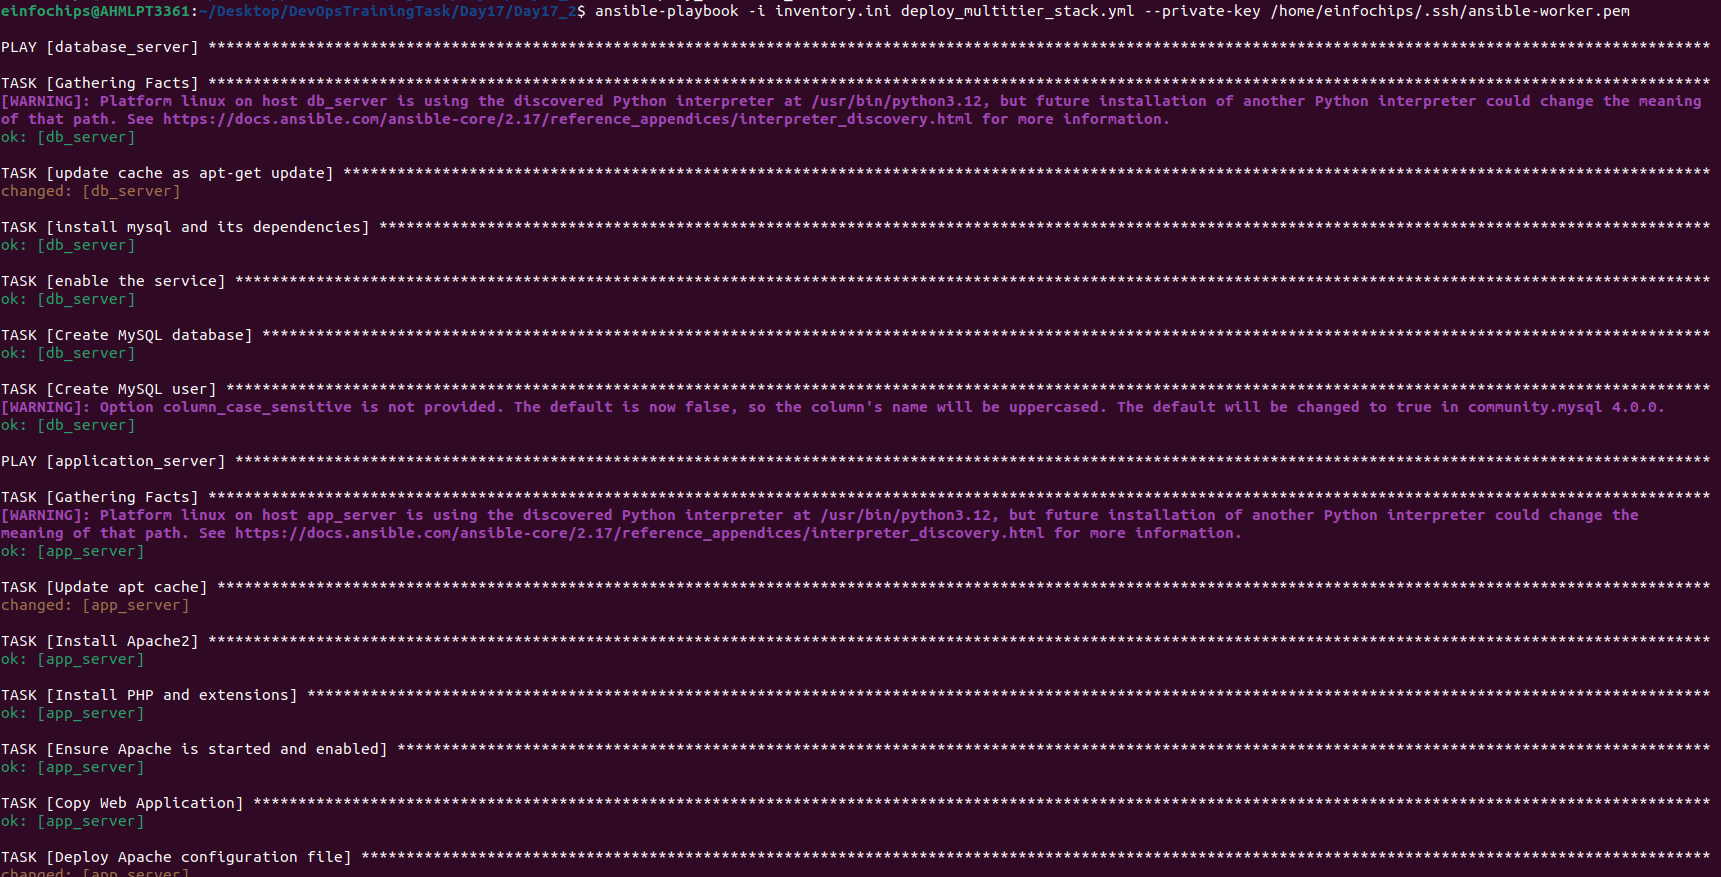 einfochips@AHMLPT3361:~/Desktop/DevOpsTrainingTask/Day17/Day17_2$ ansible-playbook -i inventory.ini deploy_multitier_stack.yml --private-key /home/einfochips/.ssh/ansible-worker.pem
PLAY [database_server] ***********************************************************************************************************************************************************************
TASK [Gathering Facts] ***********************************************************************************************************************************************************************
[WARNING]: Platform linux on host db_server is using the discovered Python interpreter at /usr/bin/python3.12, but future installation of another Python interpreter could change the meaning
of that path. See https://docs.ansible.com/ansible-core/2.17/reference_appendices/interpreter_discovery.html for more information.
ok: [db_server]
TASK [update cache as apt-get update] ********************************************************************************************************************************************************
changed: [db_server]
TASK [install mysql and its dependencies] ****************************************************************************************************************************************************
ok: [db_server]
TASK [enable the service] ********************************************************************************************************************************************************************
ok: [db_server]
TASK [Create MySQL database] *****************************************************************************************************************************************************************
ok: [db_server]
TASK [Create MySQL user] *********************************************************************************************************************************************************************
[WARNING]: Option column_case_sensitive is not provided. The default is now false, so the column's name will be uppercased. The default will be changed to true in community.mysql 4.0.0.
ok: [db_server]
PLAY [application_server] ********************************************************************************************************************************************************************
TASK [Gathering Facts] ***********************************************************************************************************************************************************************
[WARNING]: Platform linux on host app_server is using the discovered Python interpreter at /usr/bin/python3.12, but future installation of another Python interpreter could change the
meaning of that path. See https://docs.ansible.com/ansible-core/2.17/reference_appendices/interpreter_discovery.html for more information.
ok: [app_server]
TASK [Update apt cache] **********************************************************************************************************************************************************************
changed: [app_server]
TASK [Install Apache2] ***********************************************************************************************************************************************************************
ok: [app_server]
TASK [Install PHP and extensions] ************************************************************************************************************************************************************
ok: [app_server]
TASK [Ensure Apache is started and enabled] **************************************************************************************************************************************************
ok: [app_server]
TASK [Copy Web Application] ******************************************************************************************************************************************************************
ok: [app_server]
TASK [Deploy Apache configuration file] ******************************************************************************************************************************************************
changed: [app_server]